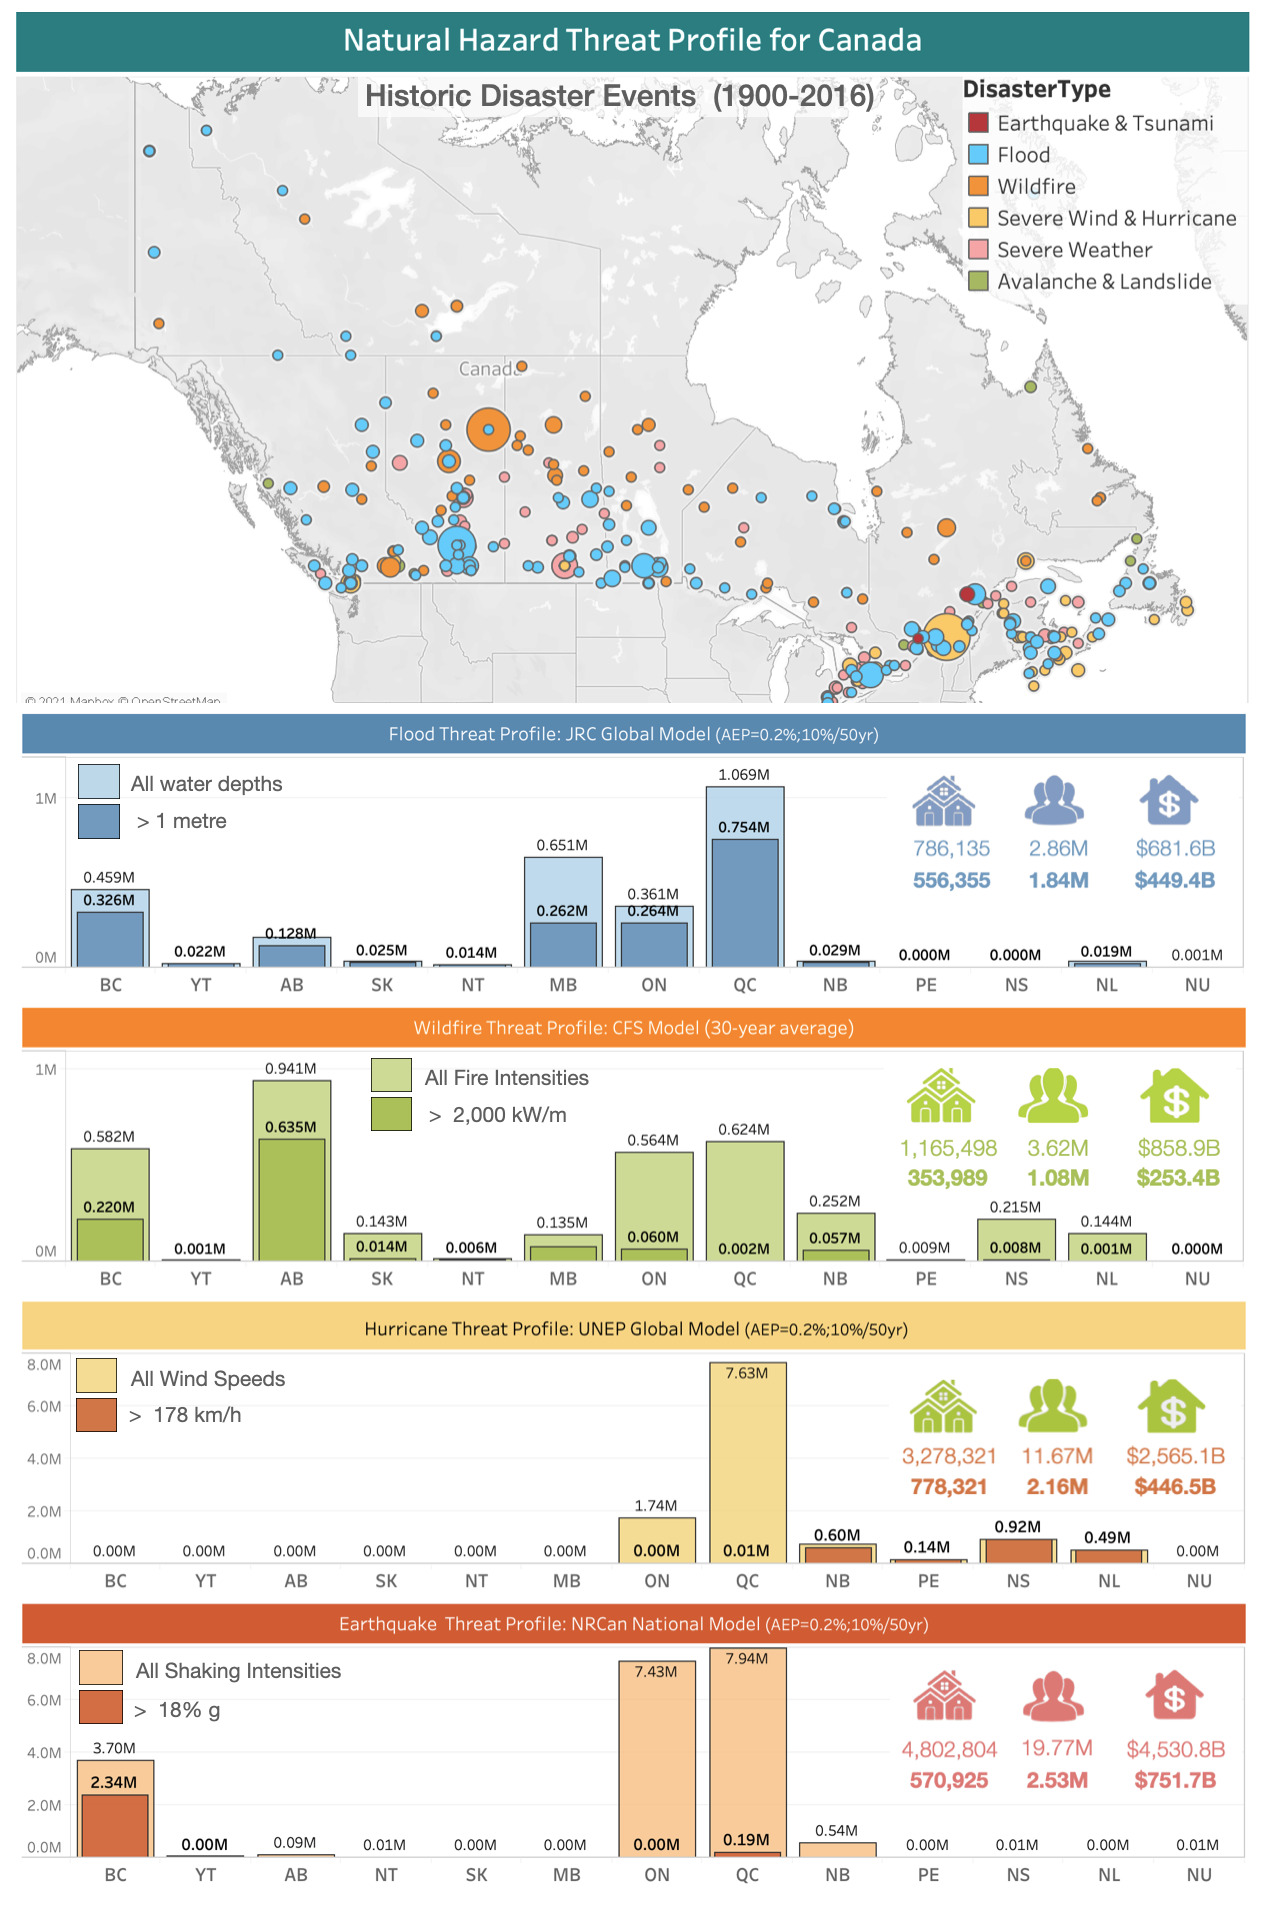 Natural Hazard Threat Profile for Canada
Historic Disaster Events (1900-2016)
DisasterType
Earthquake & Tsunami
Flood
Wildfire
Severe Wind & Hurricane
Severe Weather
Avalanche & Landslide
Canada
© 2021 Mapbox © OpenStreetMap
Flood Threat Profile: JRC Global Model (AEP=0.2%;10%/50yr)
All water depths
> 1 metre
1M
0M
0.459M
0.326M
0.022M
0.128M
0.025M
0.014M
0.651M
0.262M
0.361M
0.264M
1.069M
0.754M
0.029M
0.000M
0.000M
0.019M
0.001M
786,135 2.86M $681.6B
556,355 1.84M $449.4B
BC YT AB SK NT MB ON QC NB PE NS NL NU
Wildfire Threat Profile: CFS Model (30-year average)
All Fire Intensities
> 2,000 kW/m
1M
0M
0.582M
0.220M
0.001M
0.941M
0.635M
0.143M
0.014M
0.006M
0.135M
0.564M
0.060M
0.624M
0.002M
0.252M
0.057M
0.009M
0.215M
0.008M
0.144M
0.001M
0.000M
1,165,498 3.62M $858.9B
353,989 1.08M $253.4B
BC YT AB SK NT MB ON QC NB PE NS NL NU
Hurricane Threat Profile: UNEP Global Model (AEP=0.2%;10%/50yr)
All Wind Speeds
> 178 km/h
8.0M
6.0M
4.0M
2.0M
0.0M
0.00M
0.00M
0.00M
0.00M
0.00M
0.00M
1.74M
0.00M
7.63M
0.01M
0.60M
0.14M
0.92M
0.49M
0.00M
3,278,321 11.67M $2,565.1B
778,321 2.16M $446.5B
BC YT AB SK NT MB ON QC NB PE NS NL NU
Earthquake Threat Profile: NRCan National Model (AEP=0.2%;10%/50yr)
All Shaking Intensities
> 18% g
8.0M
6.0M
4.0M
2.0M
0.0M
3.70M
2.34M
0.00M
0.09M
0.01M
0.00M
0.00M
7.43M
0.00M
7.94M
0.19M
0.54M
0.00M
0.01M
0.00M
0.01M
4,802,804 19.77M $4,530.8B
570,925 2.53M $751.7B
BC YT AB NT SK MB ON QC NB PE NS NL NU